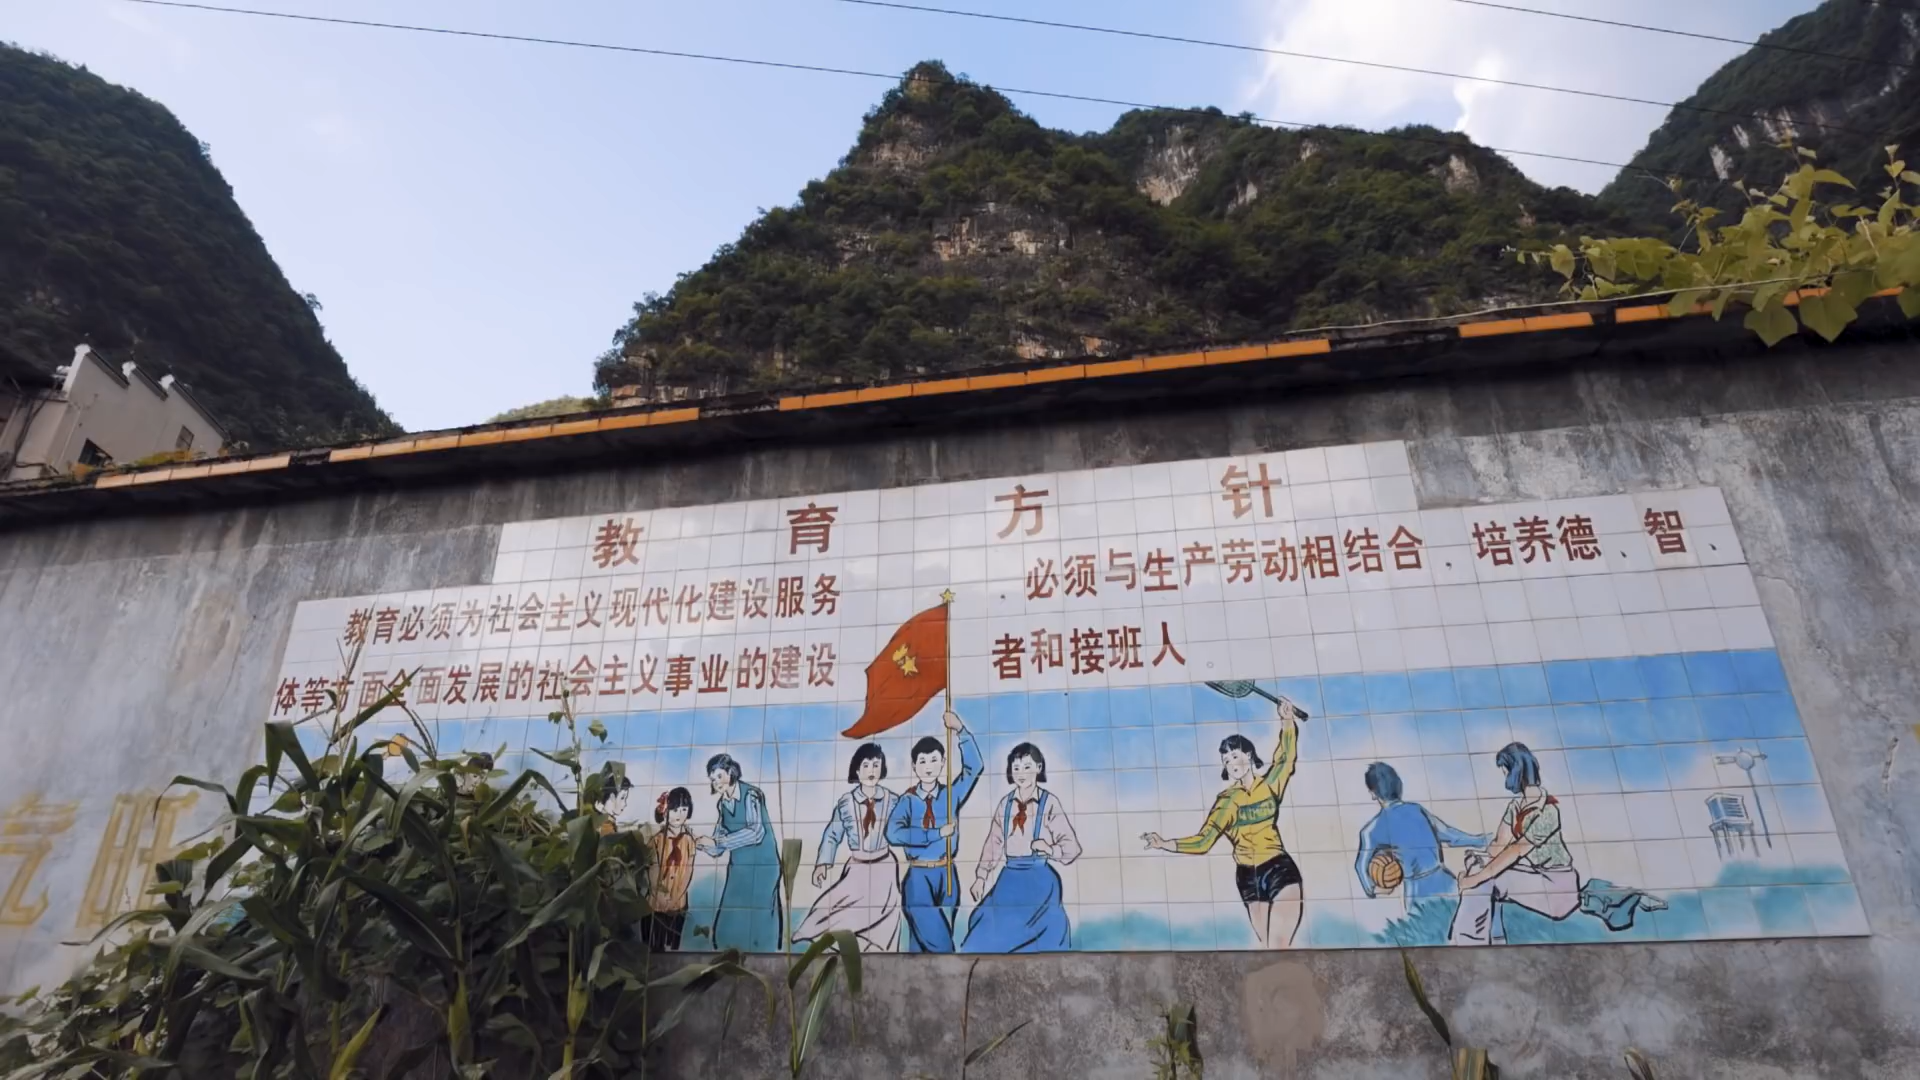 教育方针
教育必须为社会主义现代化建设服务 必须与生产劳动相结合 培养德、智、
体等方面全面发展的社会主义事业的建设者和接班人
旺